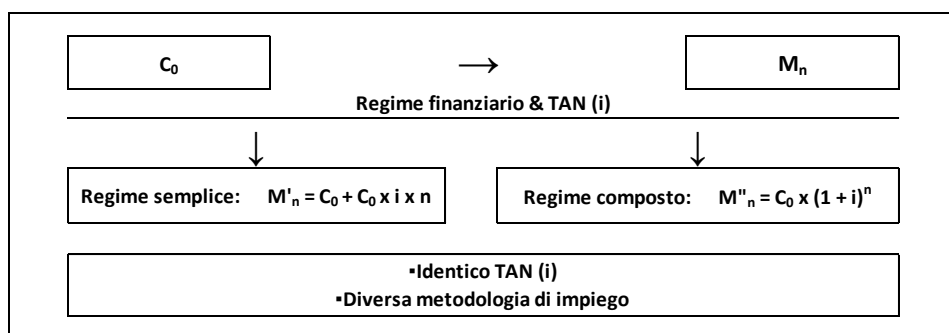 C₀ → Mₙ
Regime finanziario & TAN (i)
↓ ↓
Regime semplice: M'ₙ = C₀ + C₀ x i x n
Regime composto: M"ₙ = C₀ x (1 + i)ⁿ
▪Identico TAN (i)
▪Diversa metodologia di impiego